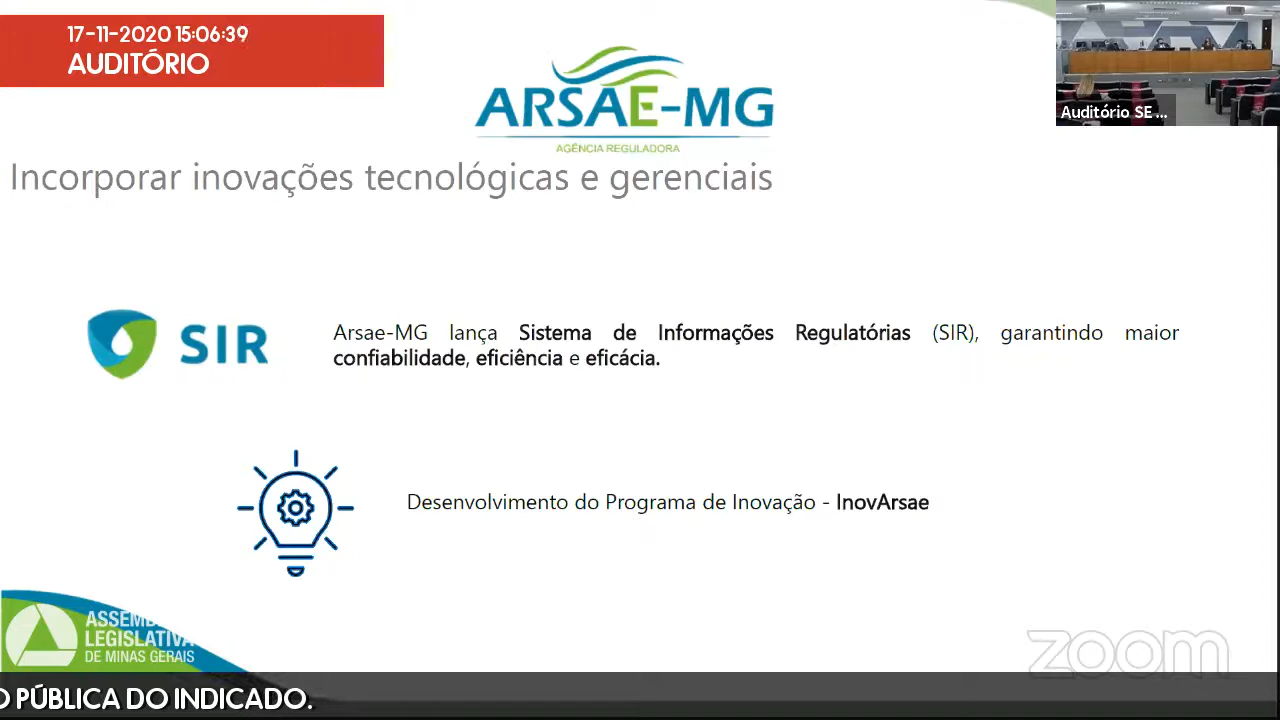 17-11-2020 15:06:39
AUDITÓRIO
Auditório SE ...
ARSAE-MG
AGÊNCIA REGULADORA
Incorporar inovações tecnológicas e gerenciais
SIR
Arsae-MG lança Sistema de Informações Regulatórias (SIR), garantindo maior
confiabilidade, eficiência e eficácia.
Desenvolvimento do Programa de Inovação - InovArsae
LEGISLATIVA
DE MINAS GERAIS
zoom
PÚBLICA DO INDICADO.